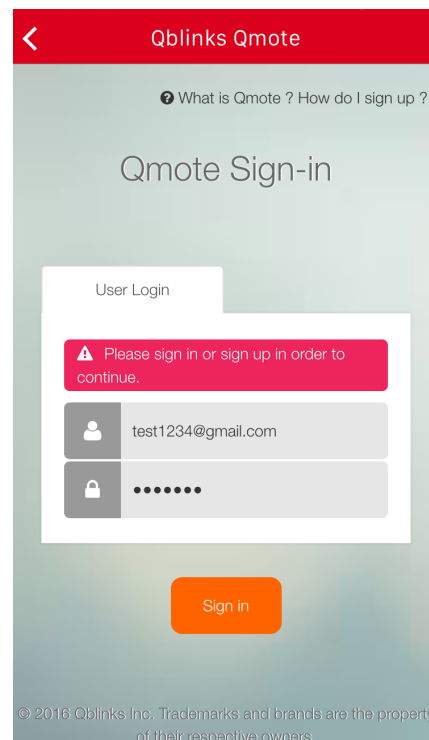 Qblinks Qmote
What is Qmote ? How do I sign up ?
Qmote Sign-in
User Login
Please sign in or sign up in order to
continue.
test1234@gmail.com
•••••••
Sign in
© 2016 Qblinks Inc. Trademarks and brands are the property
of their respective owners